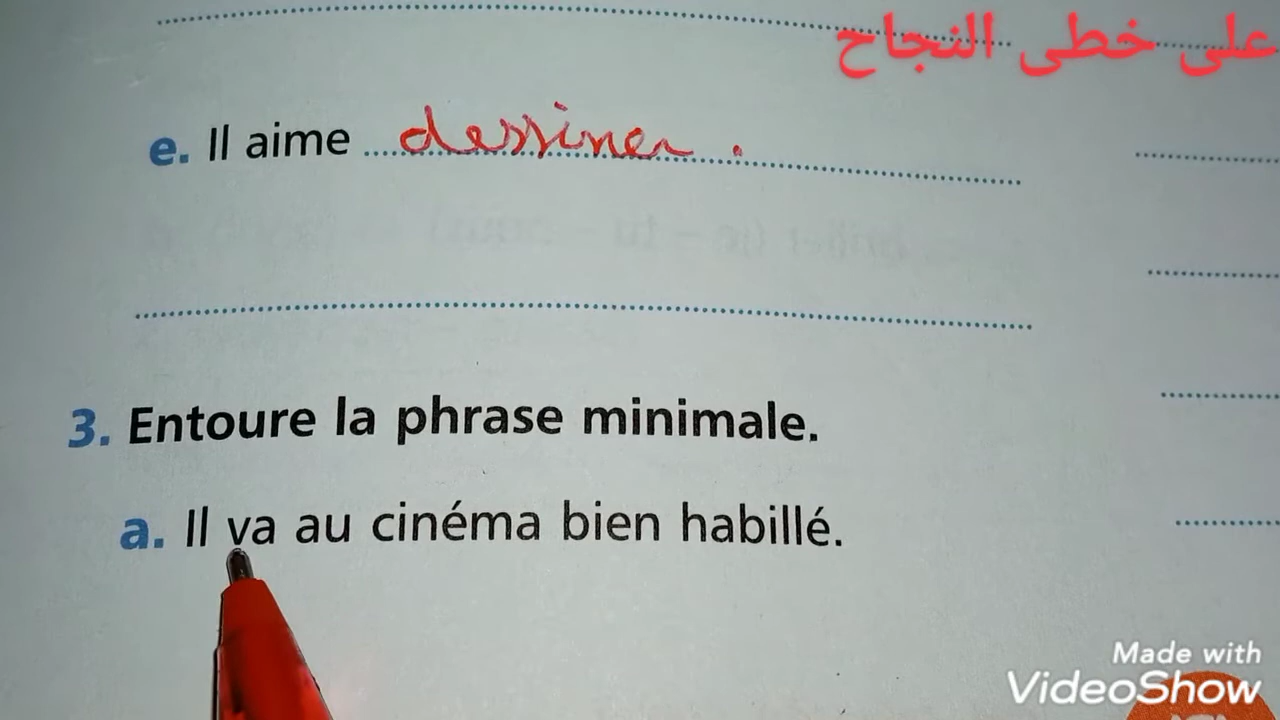 على خطى النجاح
e. Il aime dessiner.
3. Entoure la phrase minimale.
a. Il va au cinéma bien habillé.
Made with
VideoShow